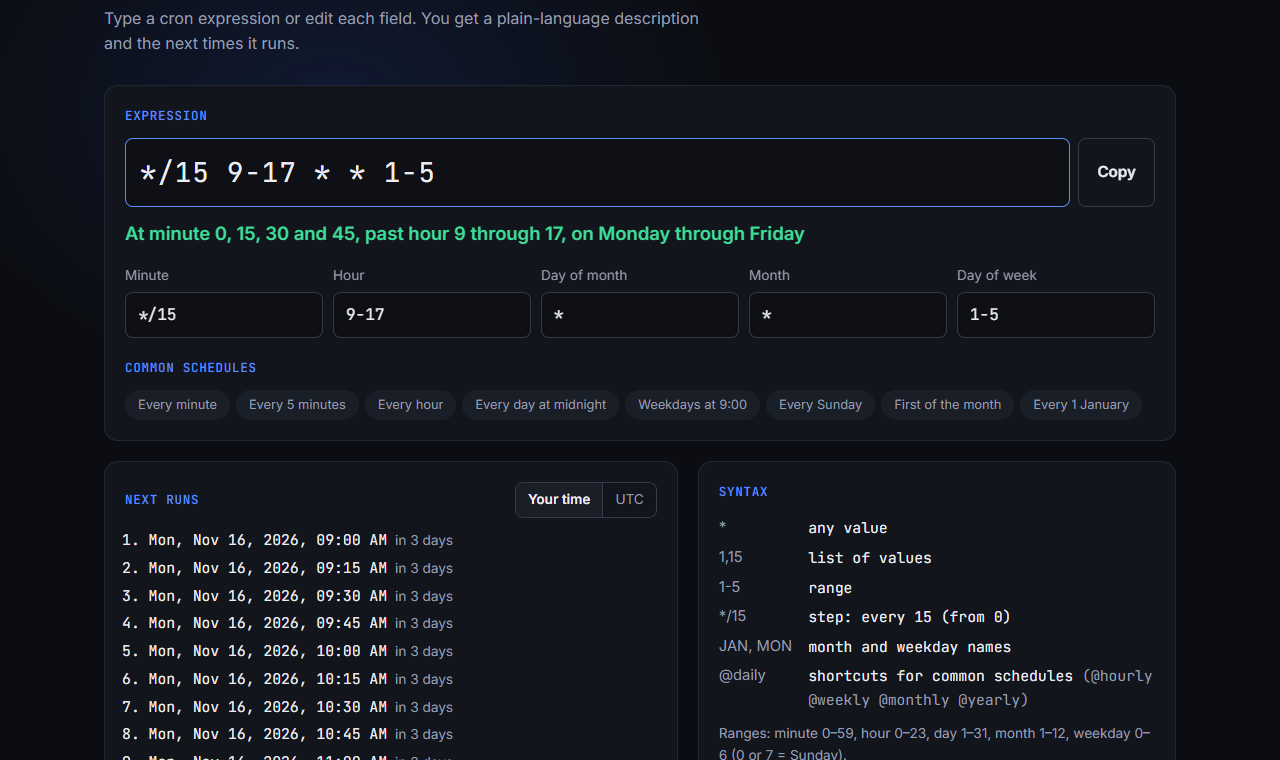 Type a cron expression or edit each field. You get a plain-language description
and the next times it runs.
EXPRESSION
*/15 9-17 * * 1-5
Copy
At minute 0, 15, 30 and 45, past hour 9 through 17, on Monday through Friday
Minute Hour Day of month Month Day of week
*/15 9-17 * * 1-5
COMMON SCHEDULES
Every minute Every 5 minutes Every hour Every day at midnight Weekdays at 9:00 Every Sunday First of the month Every 1 January
NEXT RUNS
Your time UTC
1. Mon, Nov 16, 2026, 09:00 AM in 3 days
2. Mon, Nov 16, 2026, 09:15 AM in 3 days
3. Mon, Nov 16, 2026, 09:30 AM in 3 days
4. Mon, Nov 16, 2026, 09:45 AM in 3 days
5. Mon, Nov 16, 2026, 10:00 AM in 3 days
6. Mon, Nov 16, 2026, 10:15 AM in 3 days
7. Mon, Nov 16, 2026, 10:30 AM in 3 days
8. Mon, Nov 16, 2026, 10:45 AM in 3 days
9. Mon, Nov 16, 2026, 11:00 AM in 3 days
SYNTAX
* any value
1,15 list of values
1-5 range
*/15 step: every 15 (from 0)
JAN, MON month and weekday names
@daily shortcuts for common schedules (@hourly
@weekly @monthly @yearly)
Ranges: minute 0–59, hour 0–23, day 1–31, month 1–12, weekday 0–
6 (0 or 7 = Sunday).